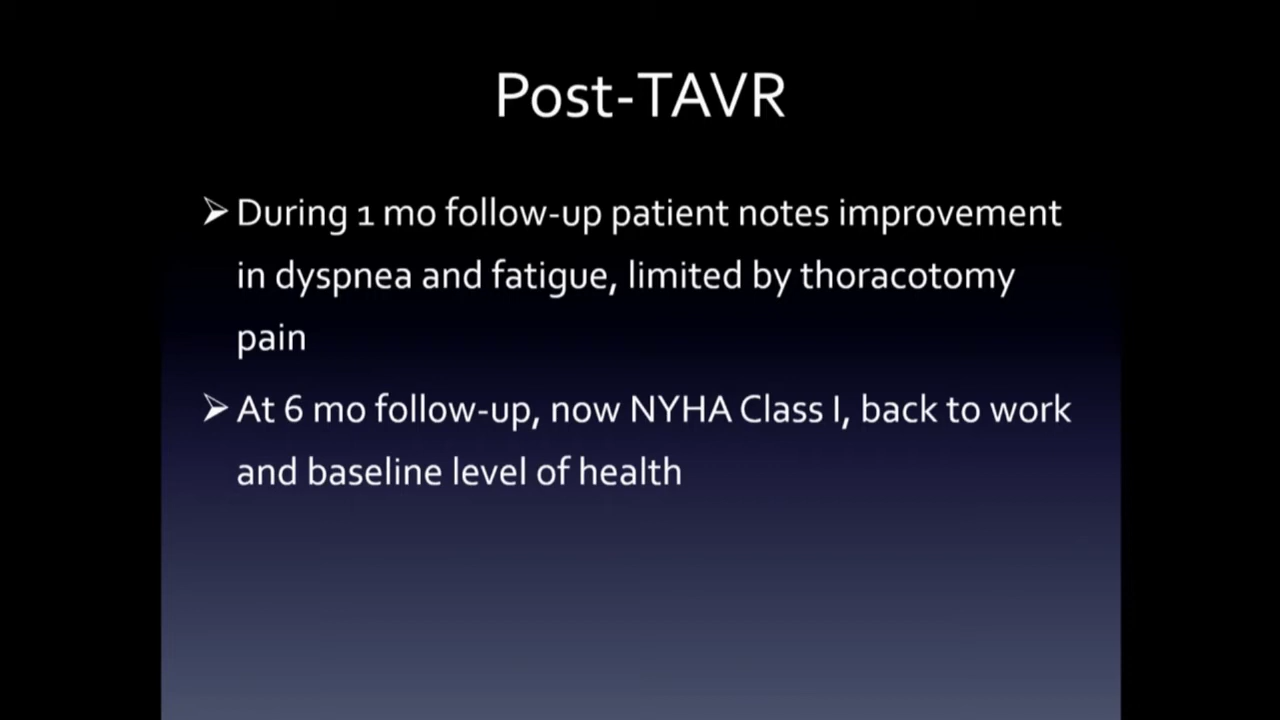 Post-TAVR
➢During 1 mo follow-up patient notes improvement
in dyspnea and fatigue, limited by thoracotomy
pain
➢At 6 mo follow-up, now NYHA Class I, back to work
and baseline level of health